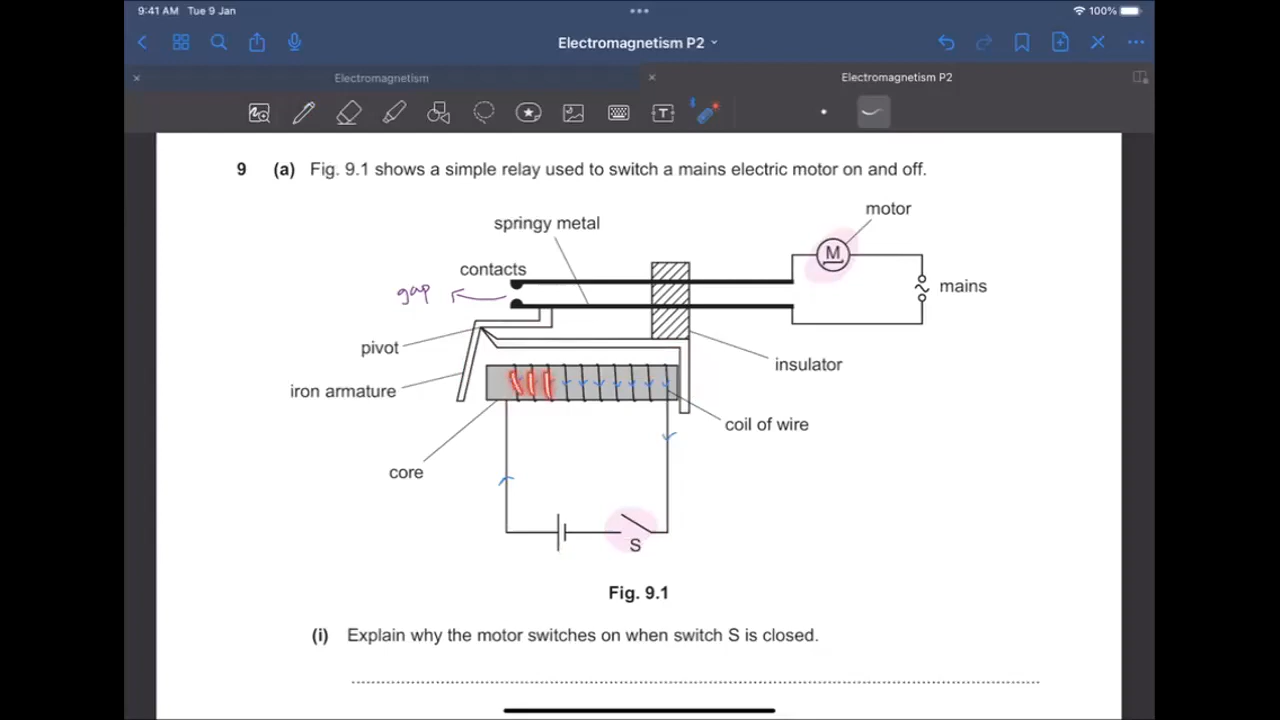 9:41 AM Tue 9 Jan
100%
Electromagnetism P2
Electromagnetism
Electromagnetism P2
9 (a) Fig. 9.1 shows a simple relay used to switch a mains electric motor on and off.
motor
springy metal
M
contacts
gap
mains
pivot
insulator
iron armature
coil of wire
core
S
Fig. 9.1
(i) Explain why the motor switches on when switch S is closed.